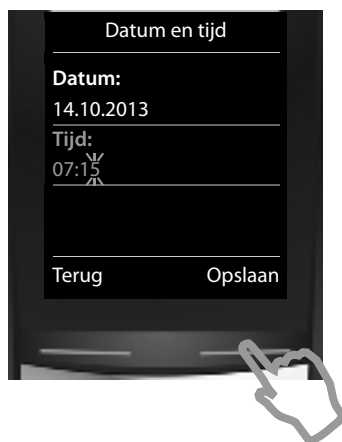 Datum en tijd
Datum:
14.10.2013
Tijd:
07:15
Terug Opslaan